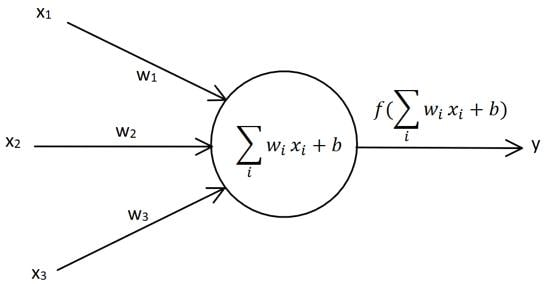 x₁
w₁
x₂
w₂
∑ᵢ wᵢ xᵢ + b
f(∑ᵢ wᵢ xᵢ + b)
y
w₃
x₃